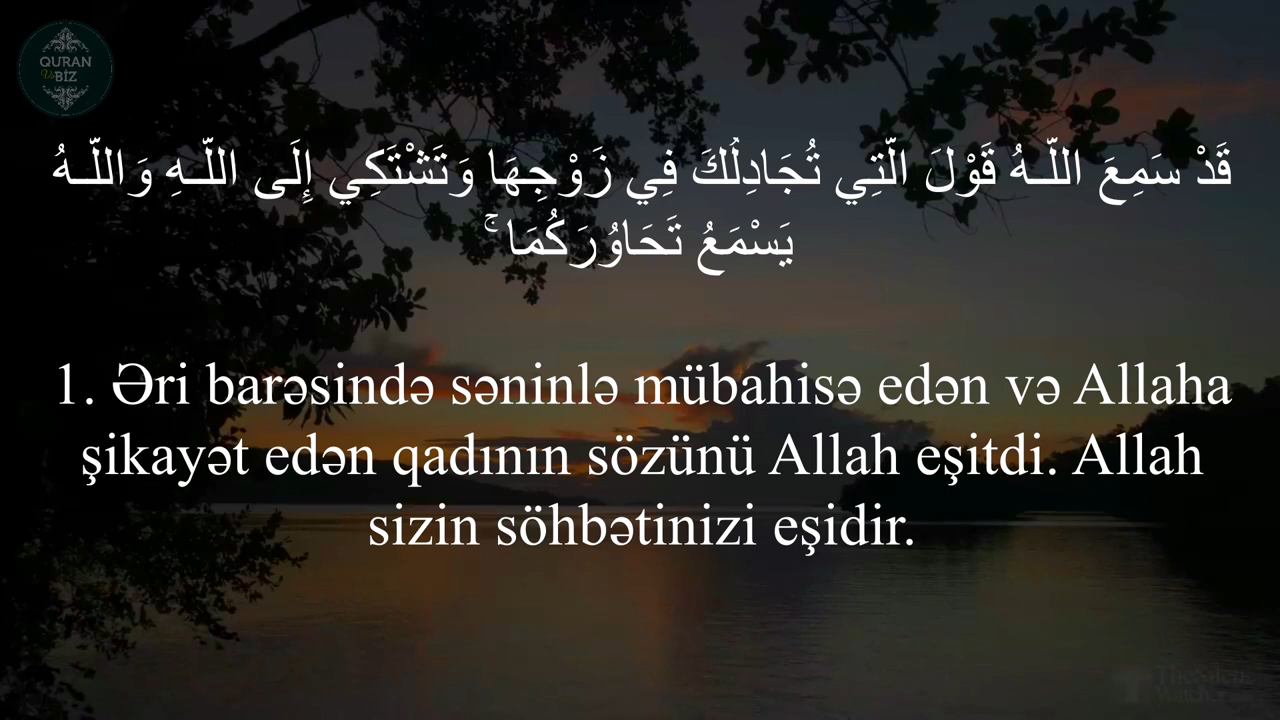 QURAN
Və
BİZ
قَدْ سَمِعَ اللَّـهُ قَوْلَ الَّتِي تُجَادِلُكَ فِي زَوْجِهَا وَتَشْتَكِي إِلَى اللَّـهِ وَاللَّـهُ
يَسْمَعُ تَحَاوُرَكُمَا ۚ
1. Əri barəsində səninlə mübahisə edən və Allaha
şikayət edən qadının sözünü Allah eşitdi. Allah
sizin söhbətinizi eşidir.